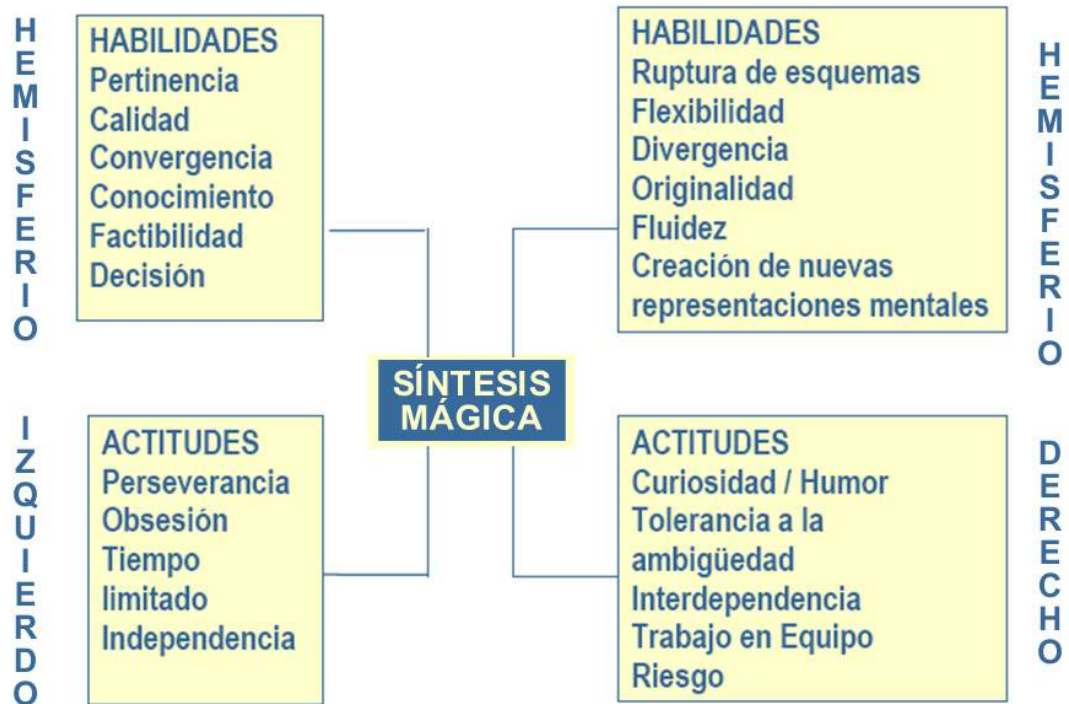 HEMISFERIO
HABILIDADES
Pertinencia
Calidad
Convergencia
Conocimiento
Factibilidad
Decisión
HABILIDADES
Ruptura de esquemas
Flexibilidad
Divergencia
Originalidad
Fluidez
Creación de nuevas
representaciones mentales
HEMISFERIO
SÍNTESIS
MÁGICA
IZQUIERDO
ACTITUDES
Perseverancia
Obsesión
Tiempo
limitado
Independencia
ACTITUDES
Curiosidad / Humor
Tolerancia a la
ambigüedad
Interdependencia
Trabajo en Equipo
Riesgo
DERECHO